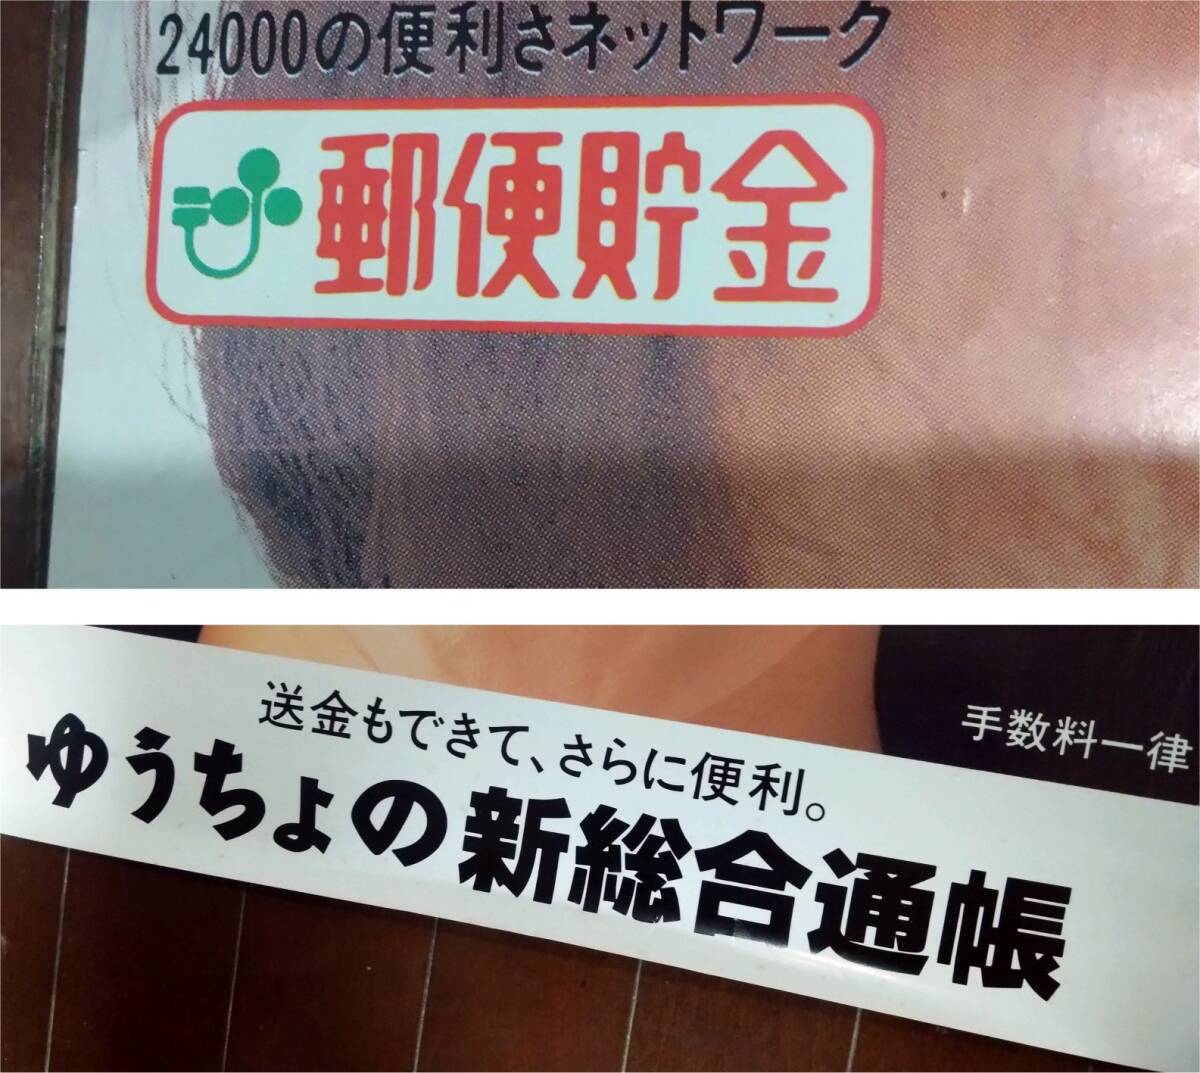 24000の便利さネットワーク
郵便貯金
手数料一律
送金もできて、さらに便利。
ゆうちょの新総合通帳